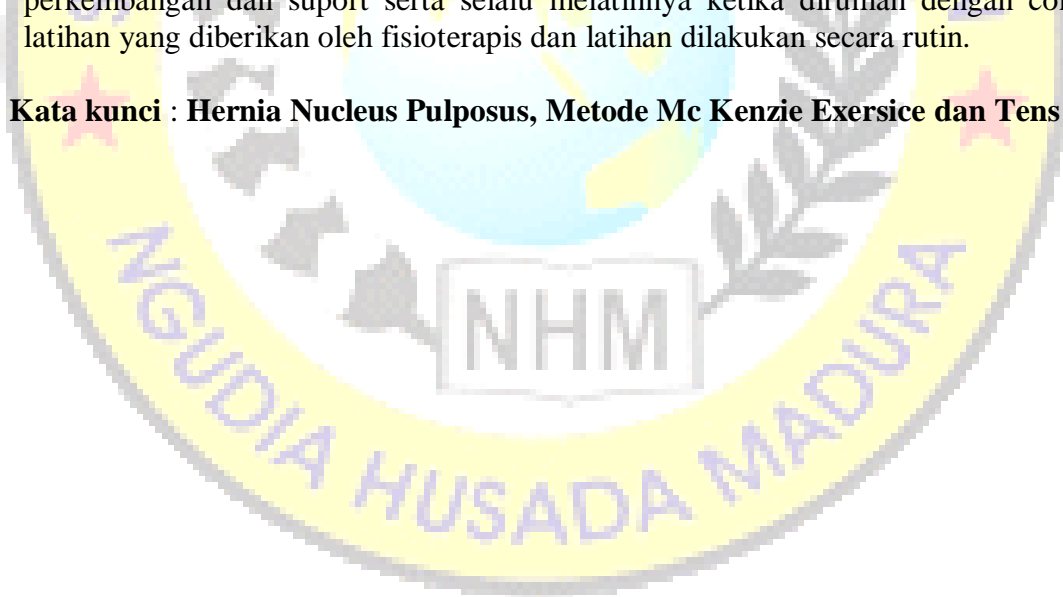 perkembangan dan suport serta selalu melatihnya ketika dirumah dengan
latihan yang diberikan oleh fisioterapis dan latihan dilakukan secara rutin.
Kata kunci : Hernia Nucleus Pulposus, Metode Mc Kenzie Exersice dan Tens
NHM
NGUDIA HUSADA MADURA